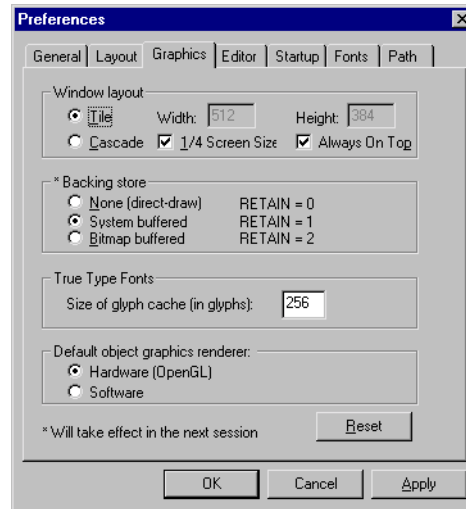 Preferences
General Layout Graphics Editor Startup Fonts Path
Window layout
Tile Width: 512 Height: 384
Cascade 1/4 Screen Size Always On Top
* Backing store
None (direct-draw) RETAIN = 0
System buffered RETAIN = 1
Bitmap buffered RETAIN = 2
True Type Fonts
Size of glyph cache (in glyphs): 256
Default object graphics renderer:
Hardware (OpenGL)
Software
* Will take effect in the next session Reset
OK Cancel Apply